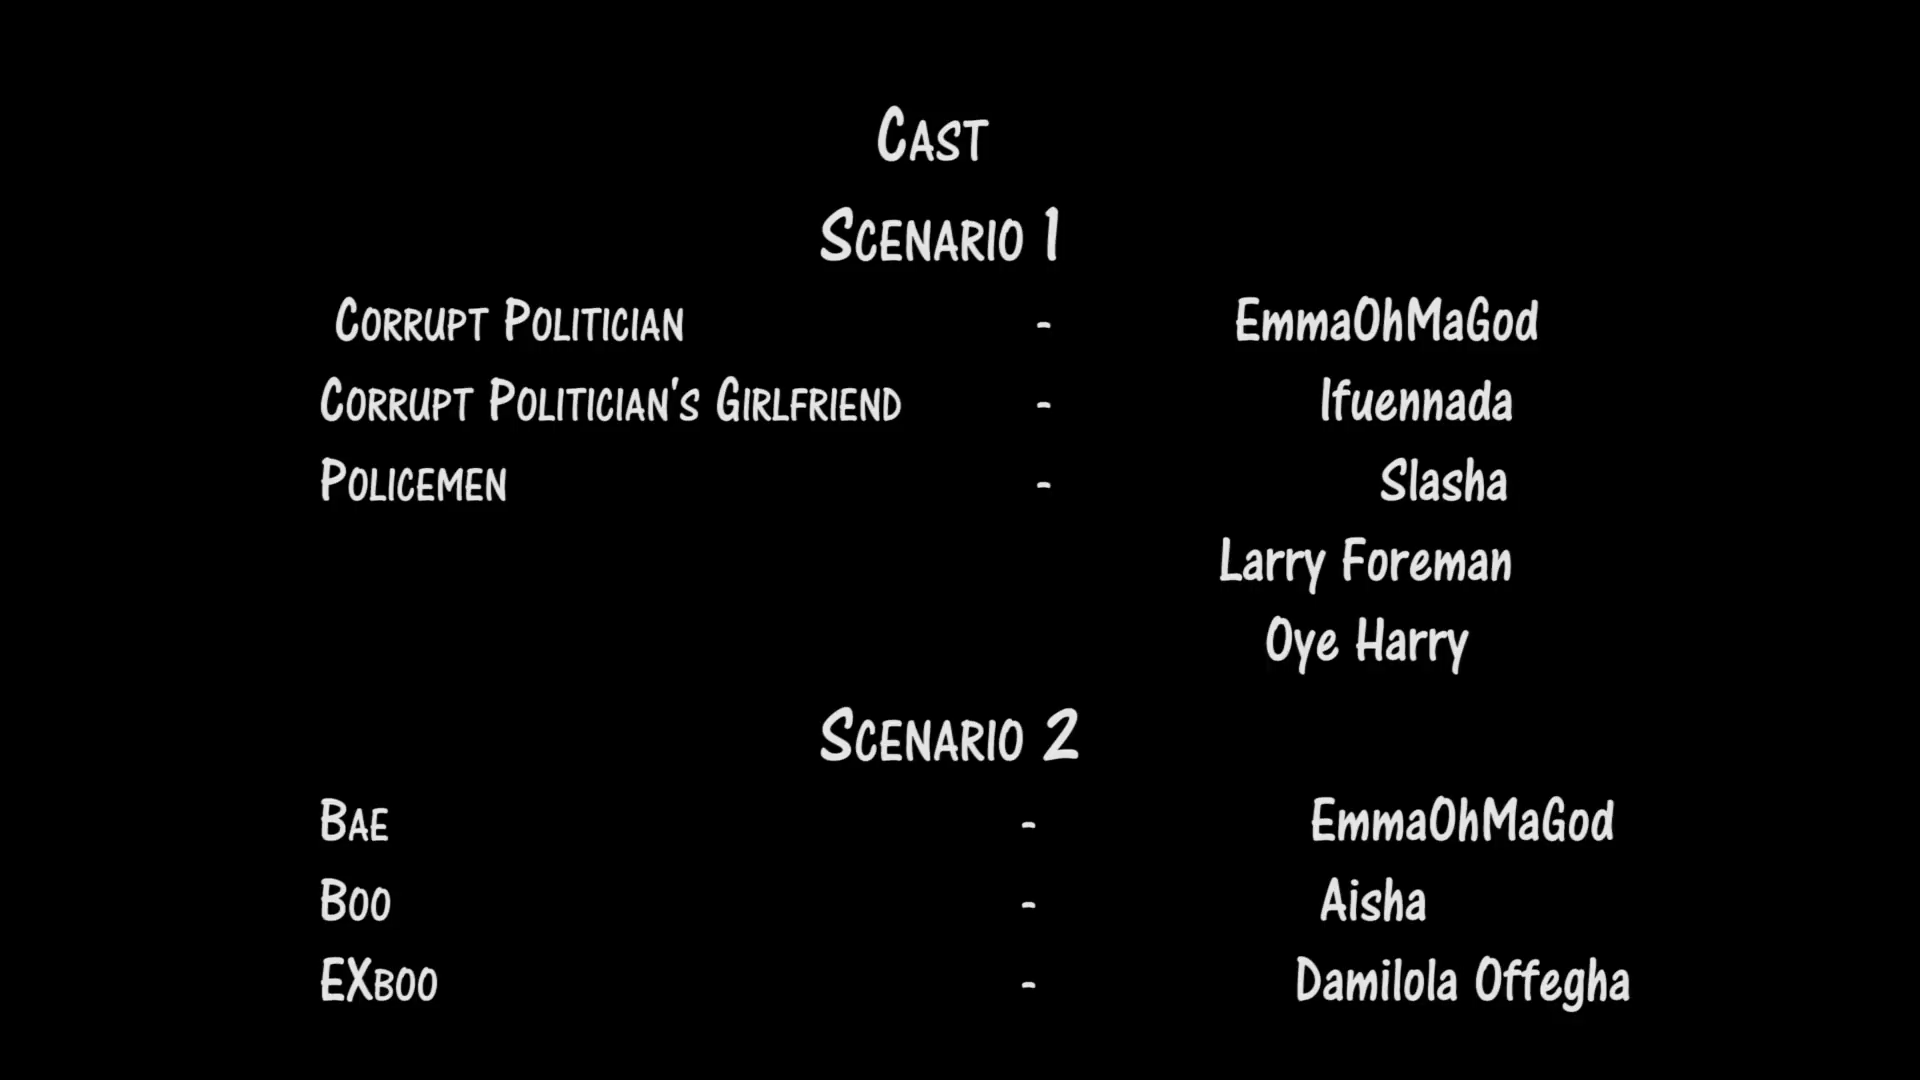 Cast
Scenario 1
Corrupt Politician - EmmaOhMaGod
Corrupt Politician's Girlfriend - Ifuennada
Policemen - Slasha
Larry Foreman
Oye Harry
Scenario 2
Bae - EmmaOhMaGod
Boo - Aisha
EXboo - Damilola Offegha